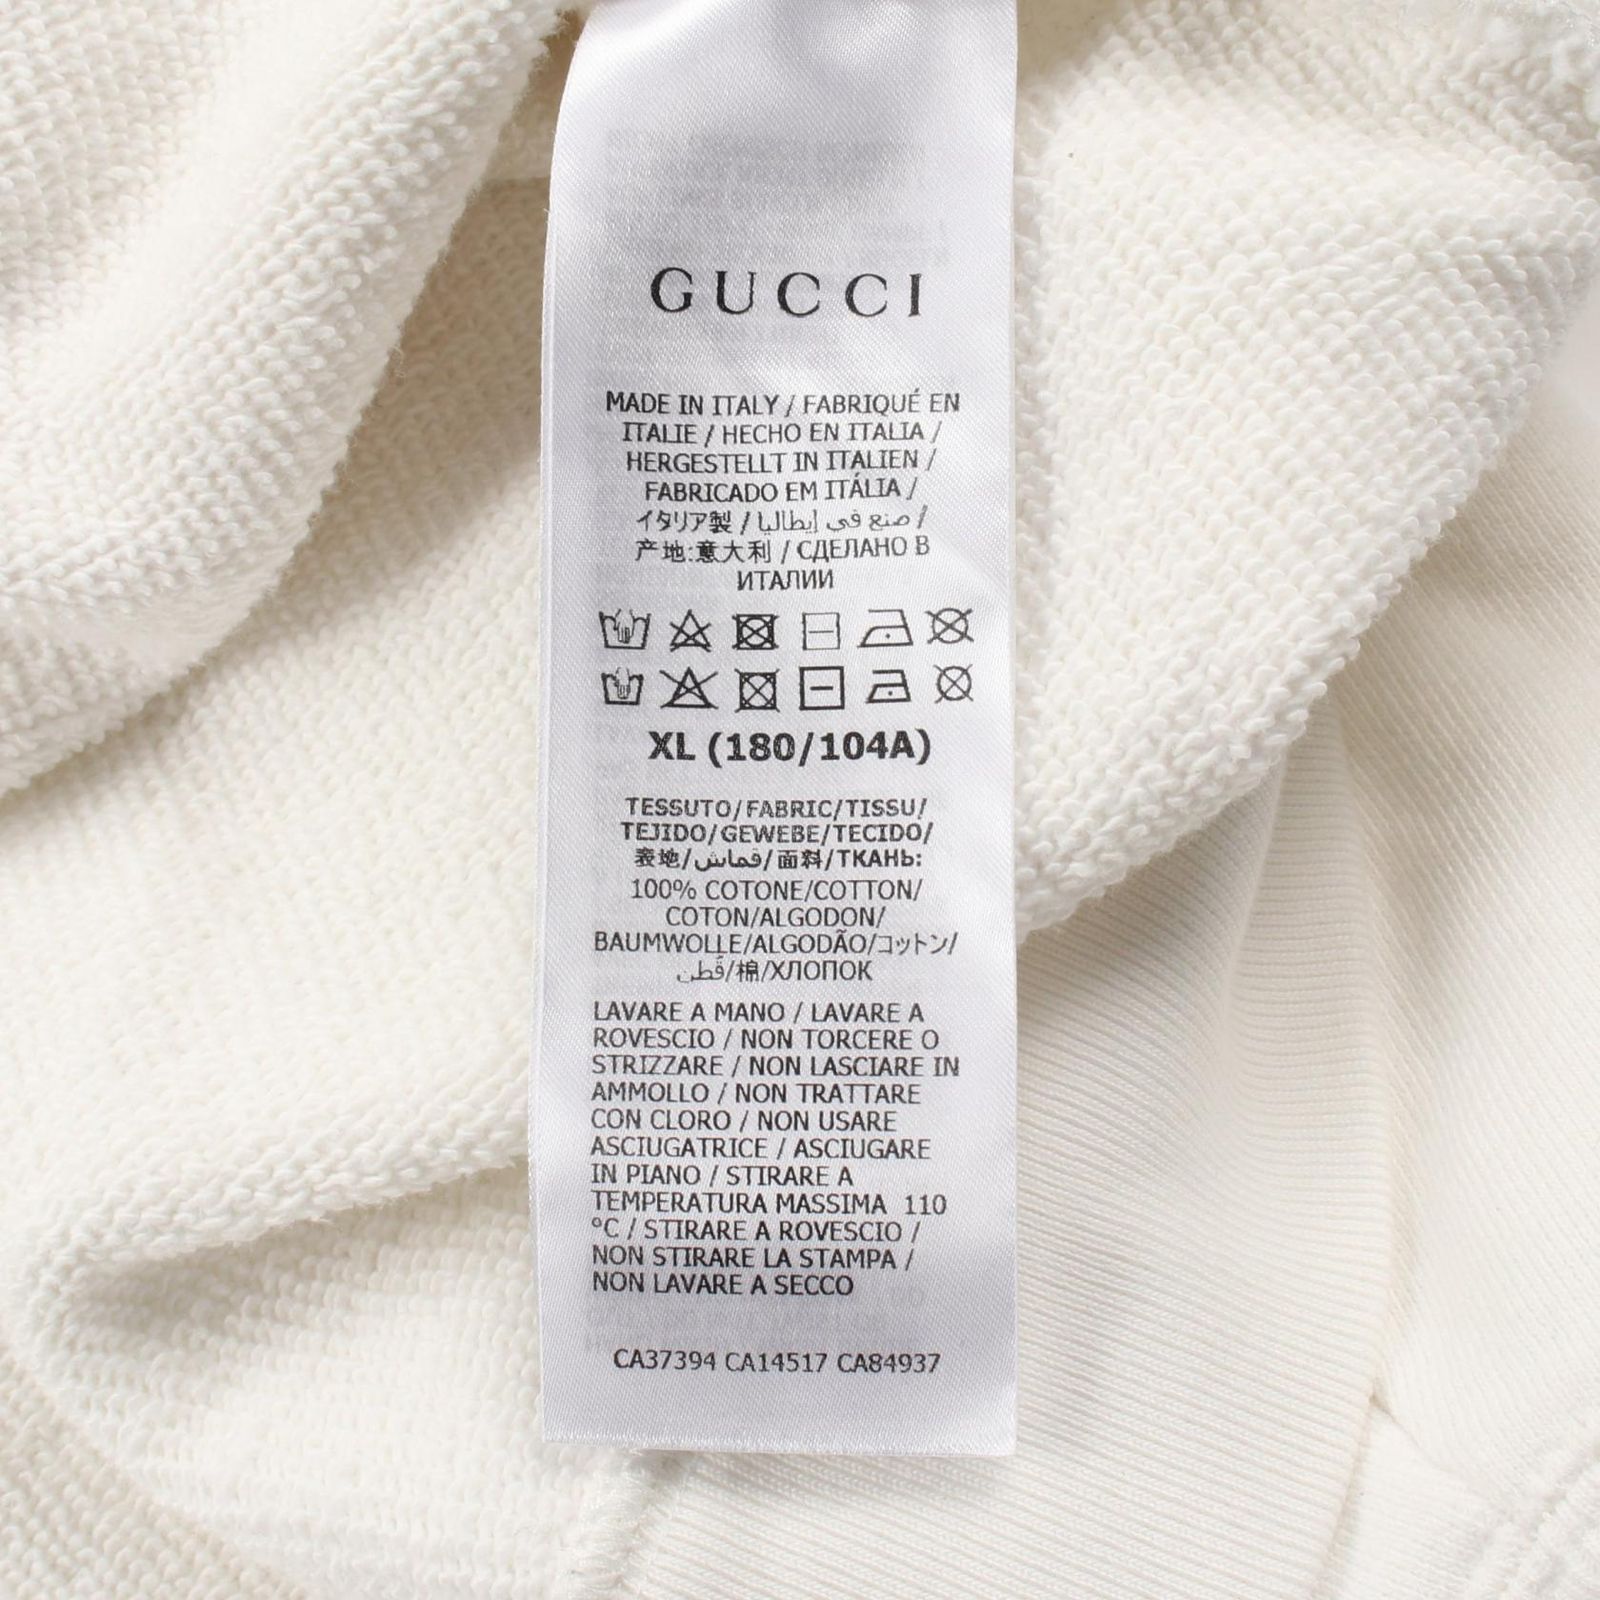 GUCCI
MADE IN ITALY / FABRIQUÉ EN
ITALIE / HECHO EN ITALIA /
HERGESTELLT IN ITALIEN /
FABRICADO EM ITÁLIA /
イタリア製 / صنع في إيطاليا /
产地:意大利 / СДЕЛАНО В
ИТАЛИИ
XL (180/104A)
TESSUTO/FABRIC/TISSU/
TEJIDO/GEWEBE/TECIDO/
表地/قماش/面料/ТКАНЬ:
100% COTONE/COTTON/
COTON/ALGODON/
BAUMWOLLE/ALGODÃO/コットン/
قُطن/棉/ХЛОПОК
LAVARE A MANO / LAVARE A
ROVESCIO / NON TORCERE O
STRIZZARE / NON LASCIARE IN
AMMOLLO / NON TRATTARE
CON CLORO / NON USARE
ASCIUGATRICE / ASCIUGARE
IN PIANO / STIRARE A
TEMPERATURA MASSIMA 110
°C / STIRARE A ROVESCIO /
NON STIRARE LA STAMPA /
NON LAVARE A SECCO
CA37394 CA14517 CA84937